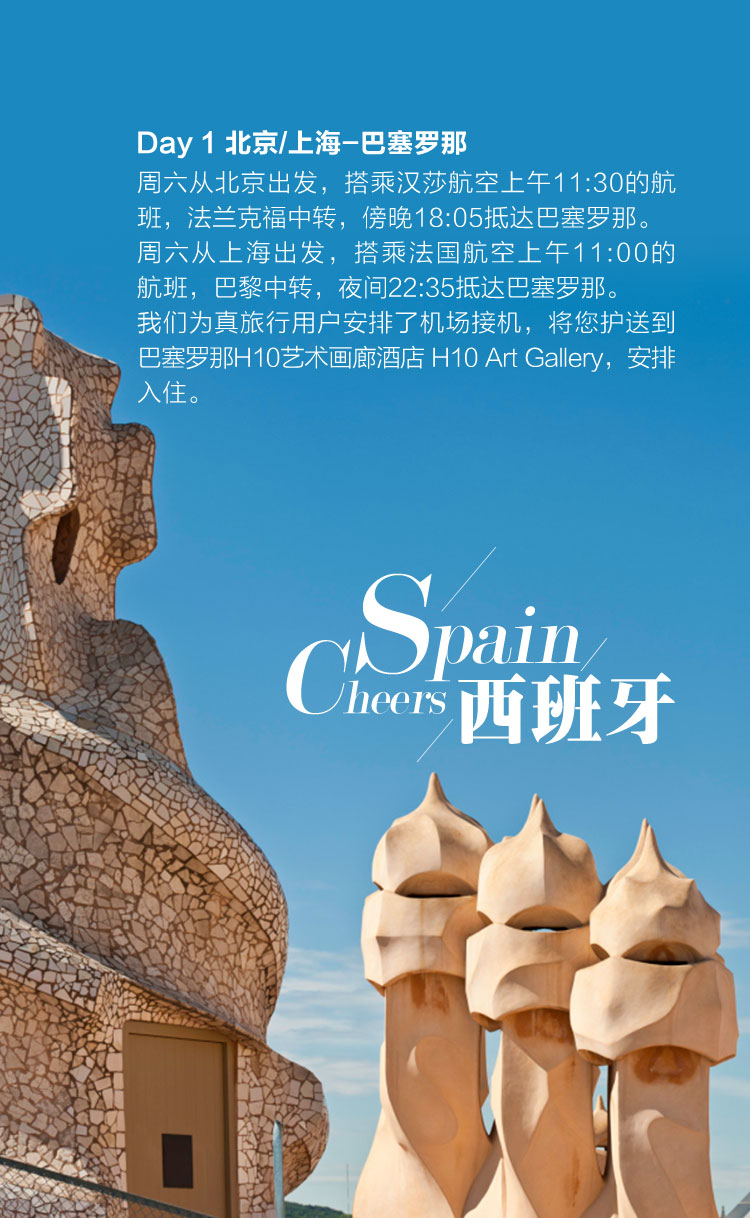 Day 1 北京/上海-巴塞罗那
周六从北京出发，搭乘汉莎航空上午11:30的航
班，法兰克福中转，傍晚18:05抵达巴塞罗那。
周六从上海出发，搭乘法国航空上午11:00的
航班，巴黎中转，夜间22:35抵达巴塞罗那。
我们为真旅行用户安排了机场接机，将您护送到
巴塞罗那H10艺术画廊酒店 H10 Art Gallery，安排
入住。
Spain
Cheers 西班牙